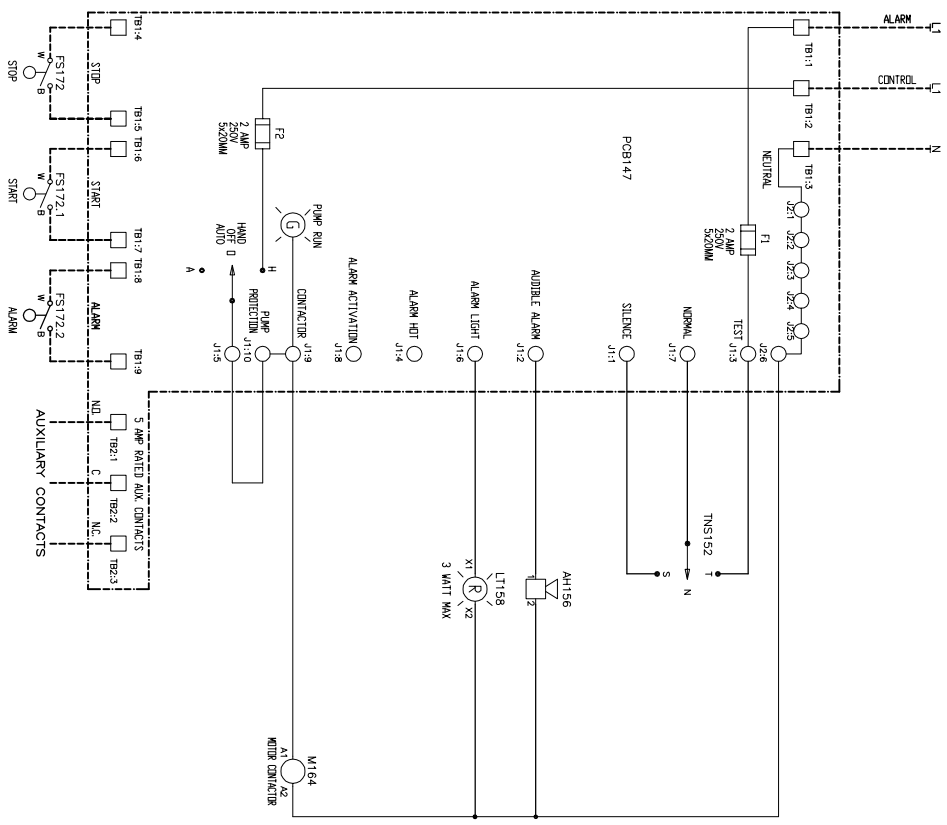 L1
ALARM
TB1:1
L1
CONTROL
TB1:2
N
TB1:3
NEUTRAL
J2:1
J2:2
J2:3
J2:4
J2:5
J2:6
F1
2 AMP
250V
5x20MM
PCB147
F2
2 AMP
250V
5x20MM
TEST
J1:3
NORMAL
J1:7
SILENCE
J1:1
AUDIBLE ALARM
J1:2
ALARM LIGHT
J1:6
ALARM HOT
J1:4
ALARM ACTIVATION
J1:8
PUMP RUN
G
CONTACTOR
J1:9
PUMP
PROTECTION
J1:10
J1:5
HAND
OFF
AUTO
H
A
TNS152
T
N
S
AH156
1
2
LT158
X1
R
X2
3 WATT MAX
M164
A1
A2
MOTOR CONTACTOR
TB1:4
STOP
TB1:5
FS172
W
B
STOP
TB1:6
START
TB1:7
FS172.1
W
B
START
TB1:8
ALARM
TB1:9
FS172.2
W
B
ALARM
5 AMP RATED AUX. CONTACTS
N.O.
TB2:1
C
TB2:2
N.C.
TB2:3
AUXILIARY CONTACTS